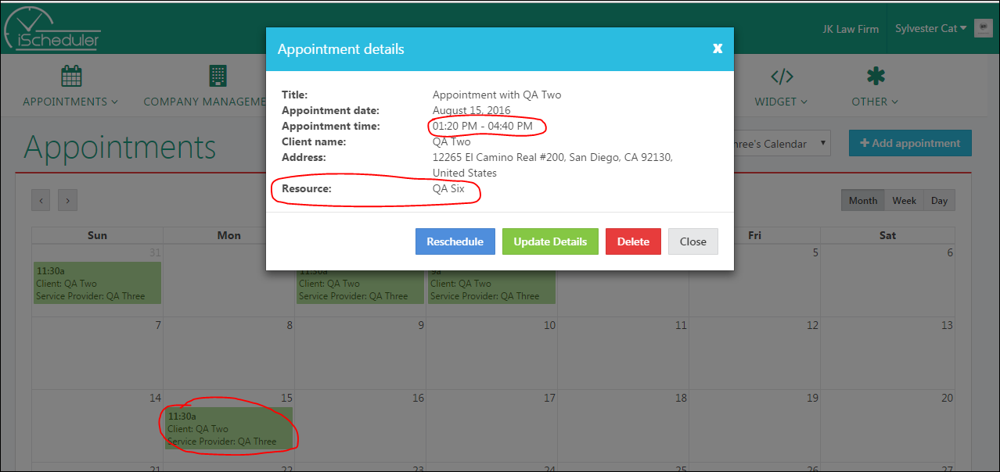 iScheduler
JK Law Firm
Sylvester Cat
Appointment details
x
APPOINTMENTS
COMPANY MANAGEME
WIDGET
OTHER
Title: Appointment with QA Two
Appointment date: August 15, 2016
Appointment time: 01:20 PM - 04:40 PM
Client name: QA Two
Address: 12265 El Camino Real #200, San Diego, CA 92130,
United States
Resource: QA Six
Appointments
hree's Calendar
+ Add appointment
< >
Month Week Day
Reschedule Update Details Delete Close
Sun Mon Fri Sat
31 5 6
11:30a 11:30a 9a
Client: QA Two Client: QA Two Client: QA Two
Service Provider: QA Three Service Provider: QA Three Service Provider: QA Three
7 8 9 10 11 12 13
14 15 16 17 18 19 20
11:30a
Client: QA Two
Service Provider: QA Three
21 22 23 24 25 26 27